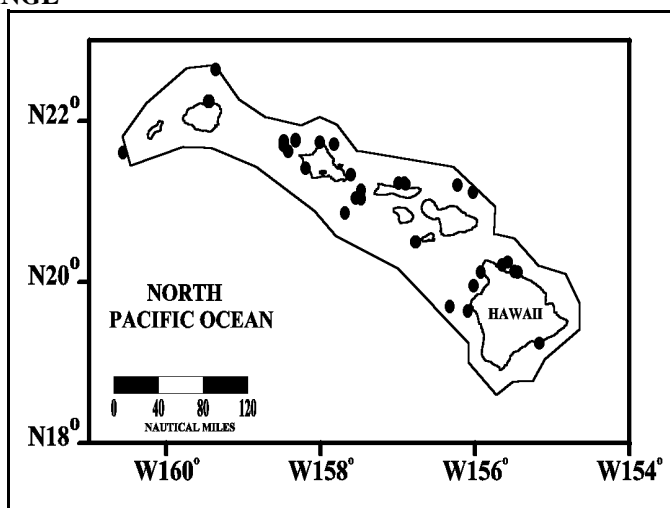 NGE
N22°
N20°
NORTH
PACIFIC OCEAN
HAWAII
0 40 80 120
NAUTICAL MILES
N18°
W160° W158° W156° W154°